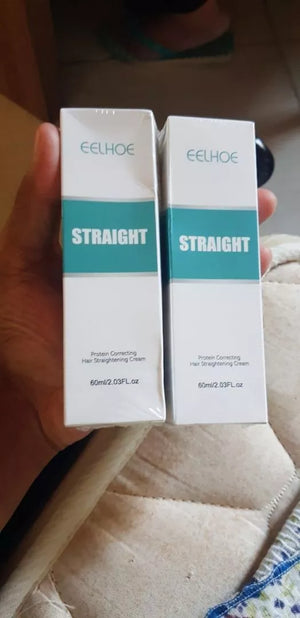 EELHOE
STRAIGHT
Protein Correcting
Hair Straightening Cream
60ml/2.03FL.oz
EELHOE
STRAIGHT
Protein Correcting
Hair Straightening Cream
60ml/2.03FL.oz